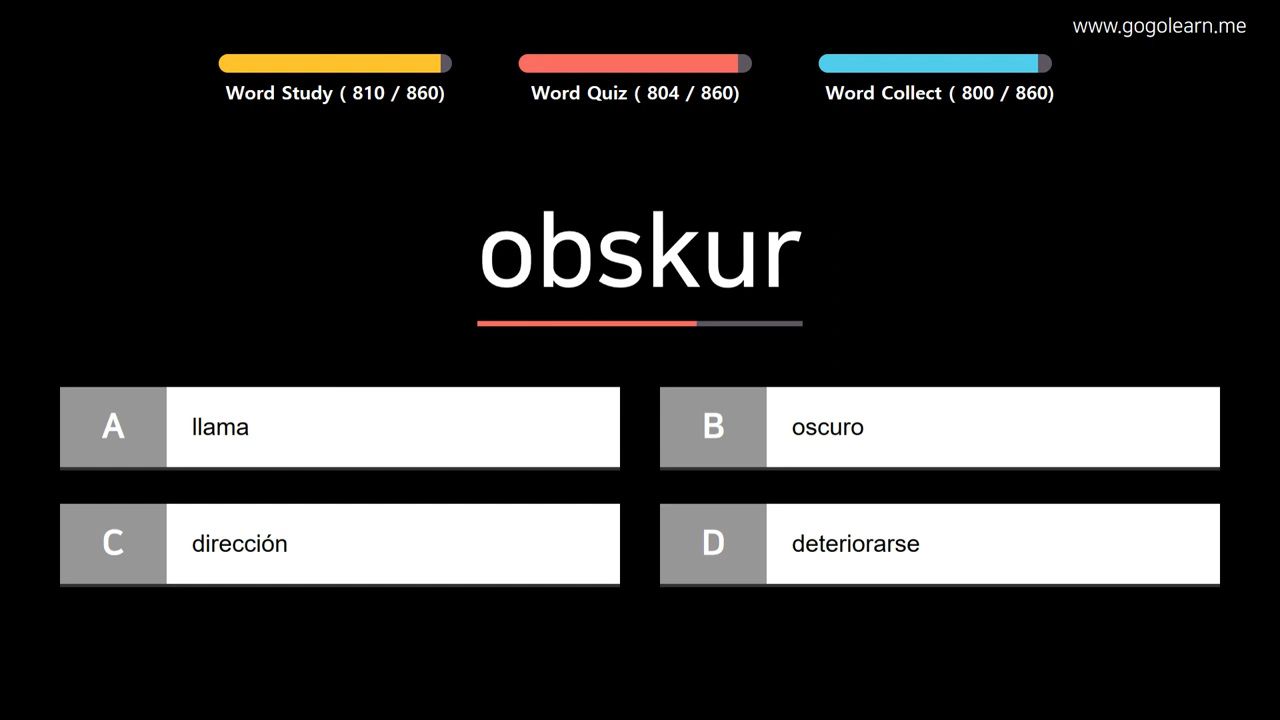 www.gogolearn.me
Word Study ( 810 / 860)
Word Quiz ( 804 / 860)
Word Collect ( 800 / 860)
obskur
A llama
B oscuro
C dirección
D deteriorarse